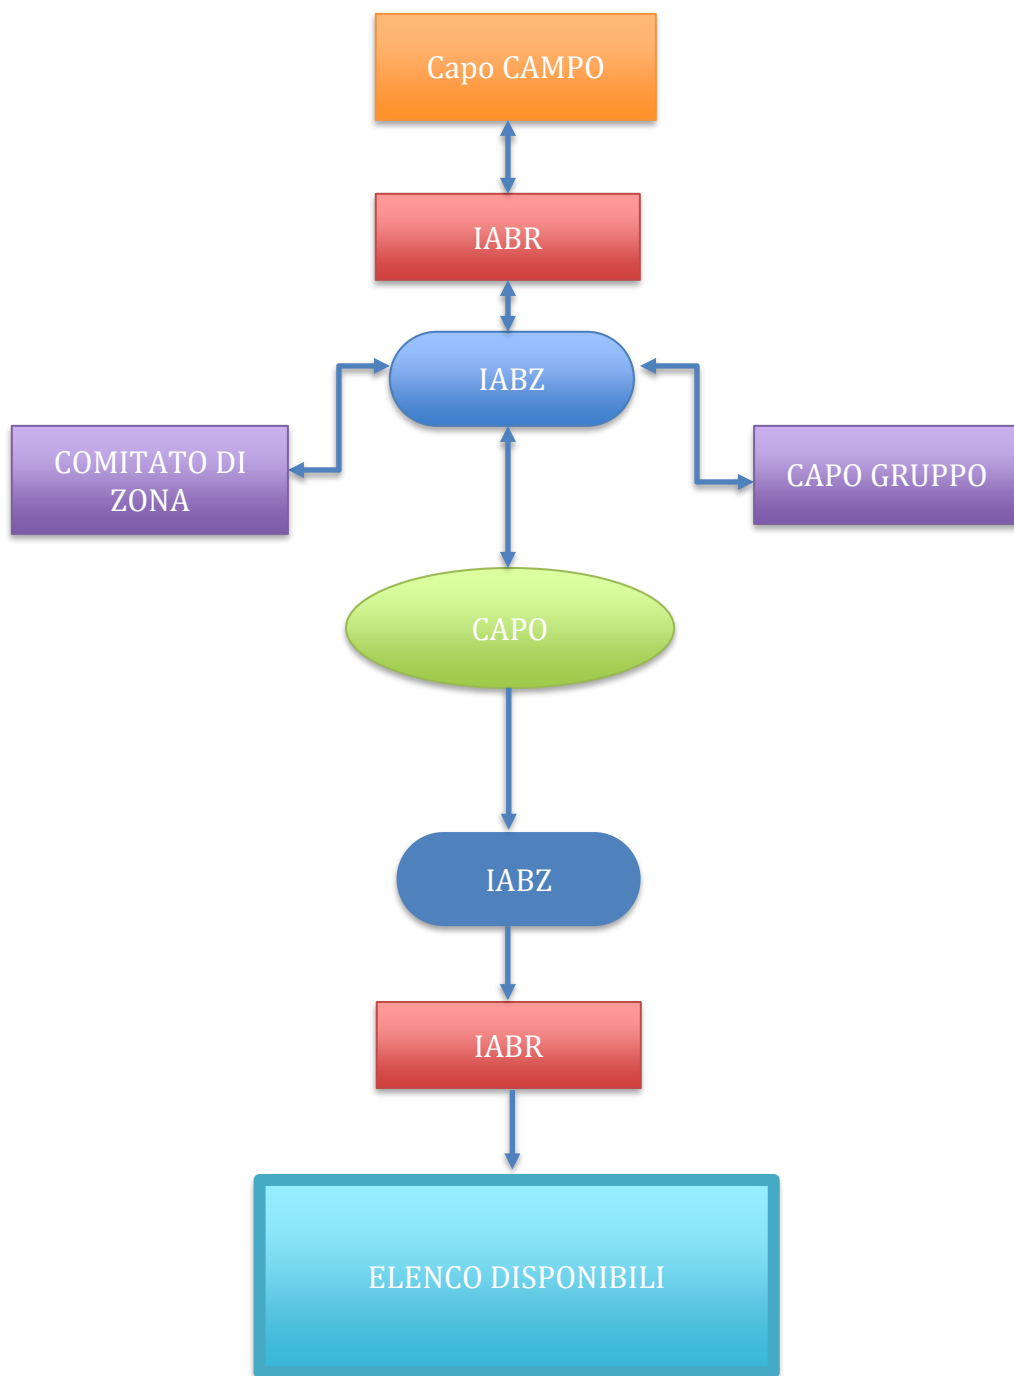 Capo CAMPO
IABR
IABZ
COMITATO DI
ZONA
CAPO GRUPPO
CAPO
IABZ
IABR
ELENCO DISPONIBILI